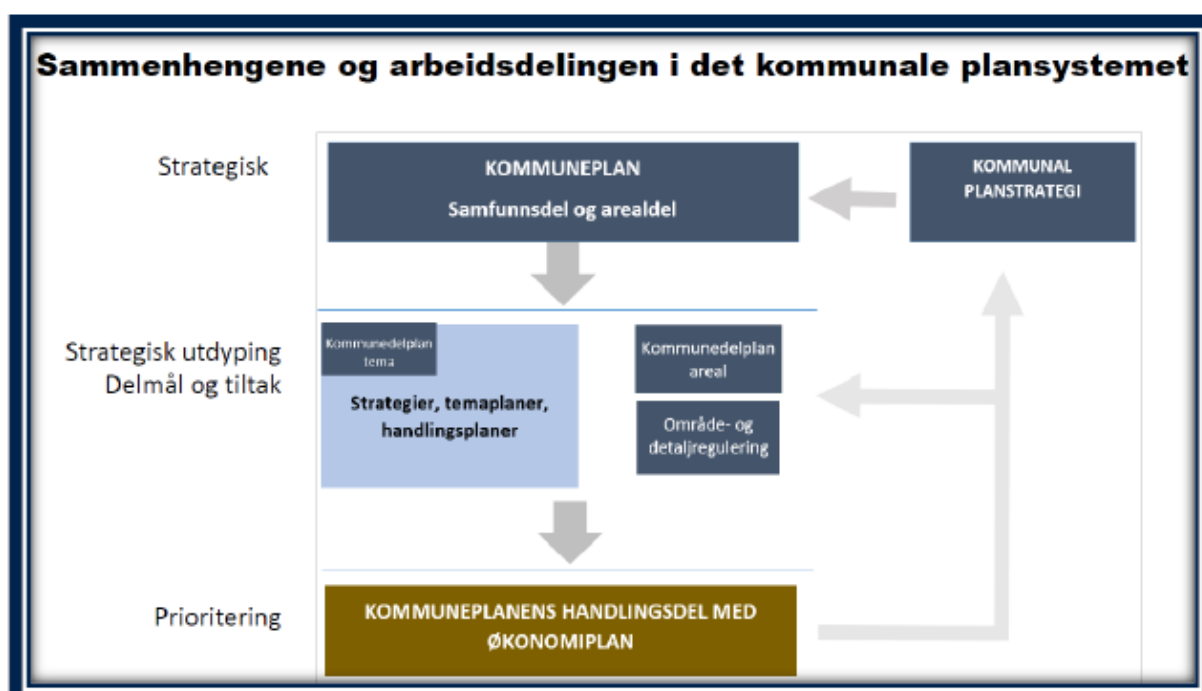 Sammenhengene og arbeidsdelingen i det kommunale plansystemet
Strategisk
KOMMUNEPLAN
Samfunnsdel og arealdel
KOMMUNAL
PLANSTRATEGI
Strategisk utdyping
Delmål og tiltak
Kommunedelplan
tema
Strategier, temaplaner,
handlingsplaner
Kommunedelplan
areal
Område- og
detaljregulering
Prioritering
KOMMUNEPLANENS HANDLINGSDEL MED
ØKONOMIPLAN